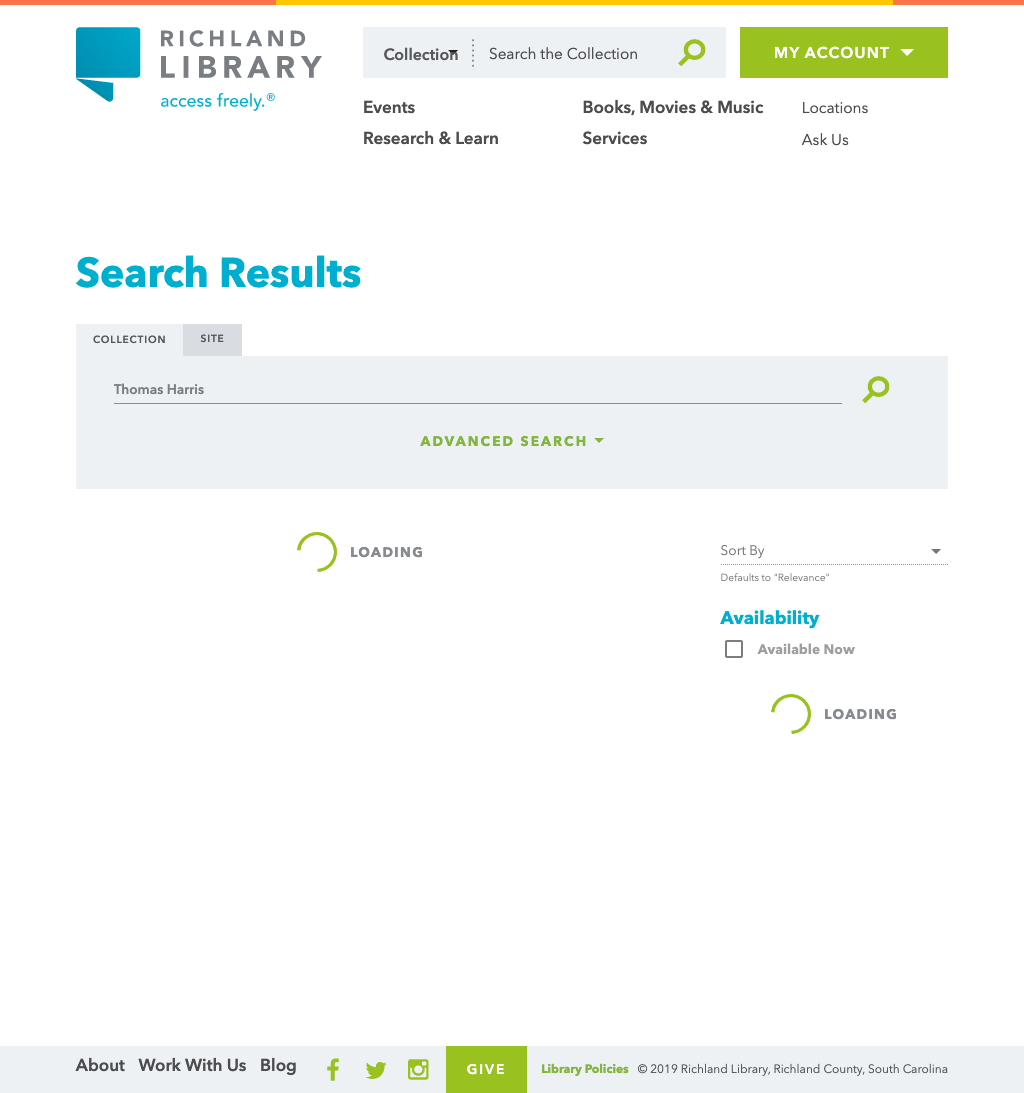 RICHLAND
LIBRARY
access freely.®
Collection
Search the Collection
MY ACCOUNT
Events
Books, Movies & Music
Locations
Research & Learn
Services
Ask Us
Search Results
COLLECTION
SITE
Thomas Harris
ADVANCED SEARCH
LOADING
Sort By
Defaults to "Relevance"
Availability
Available Now
LOADING
About Work With Us Blog
GIVE
Library Policies © 2019 Richland Library, Richland County, South Carolina